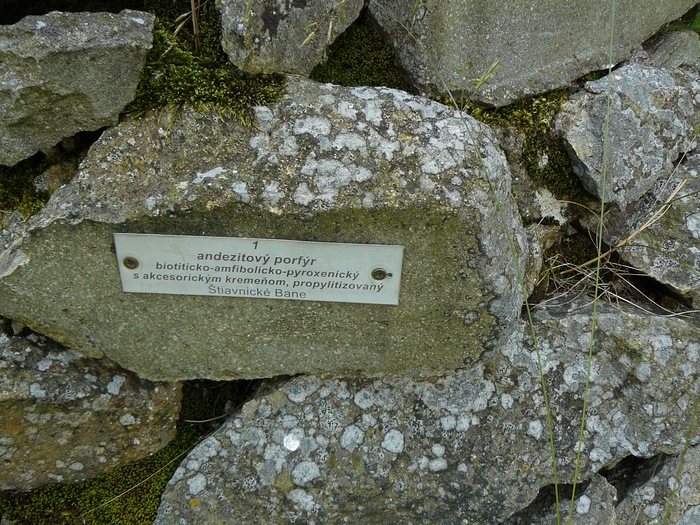 1
andezitový porfýr
biotiticko-amfibolicko-pyroxenický
s akcesorickým kremeňom, propylitizovaný
Štiavnické Bane